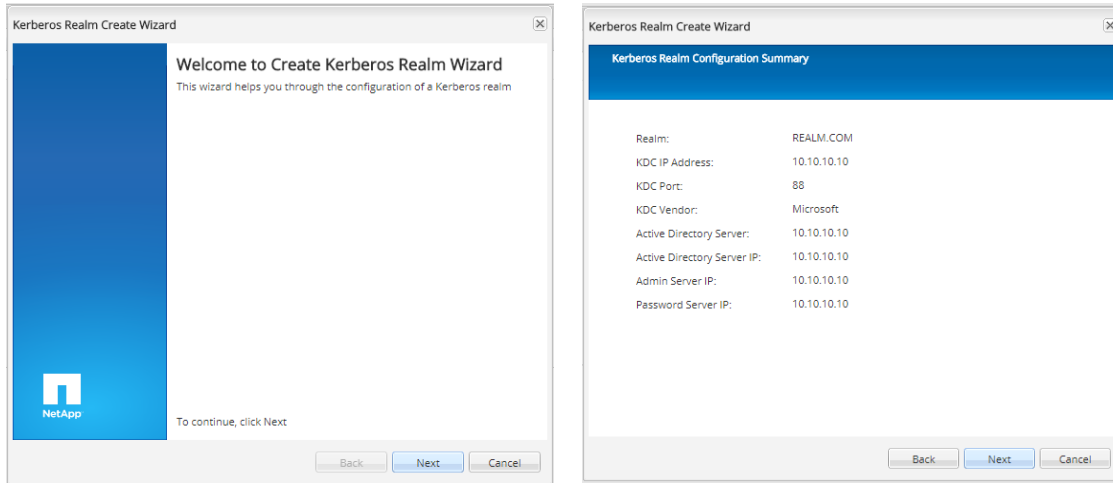 Kerberos Realm Create Wizard
Welcome to Create Kerberos Realm Wizard
This wizard helps you through the configuration of a Kerberos realm
NetApp
To continue, click Next
Back Next Cancel
Kerberos Realm Create Wizard
Kerberos Realm Configuration Summary
Realm: REALM.COM
KDC IP Address: 10.10.10.10
KDC Port: 88
KDC Vendor: Microsoft
Active Directory Server: 10.10.10.10
Active Directory Server IP: 10.10.10.10
Admin Server IP: 10.10.10.10
Password Server IP: 10.10.10.10
Back Next Cancel